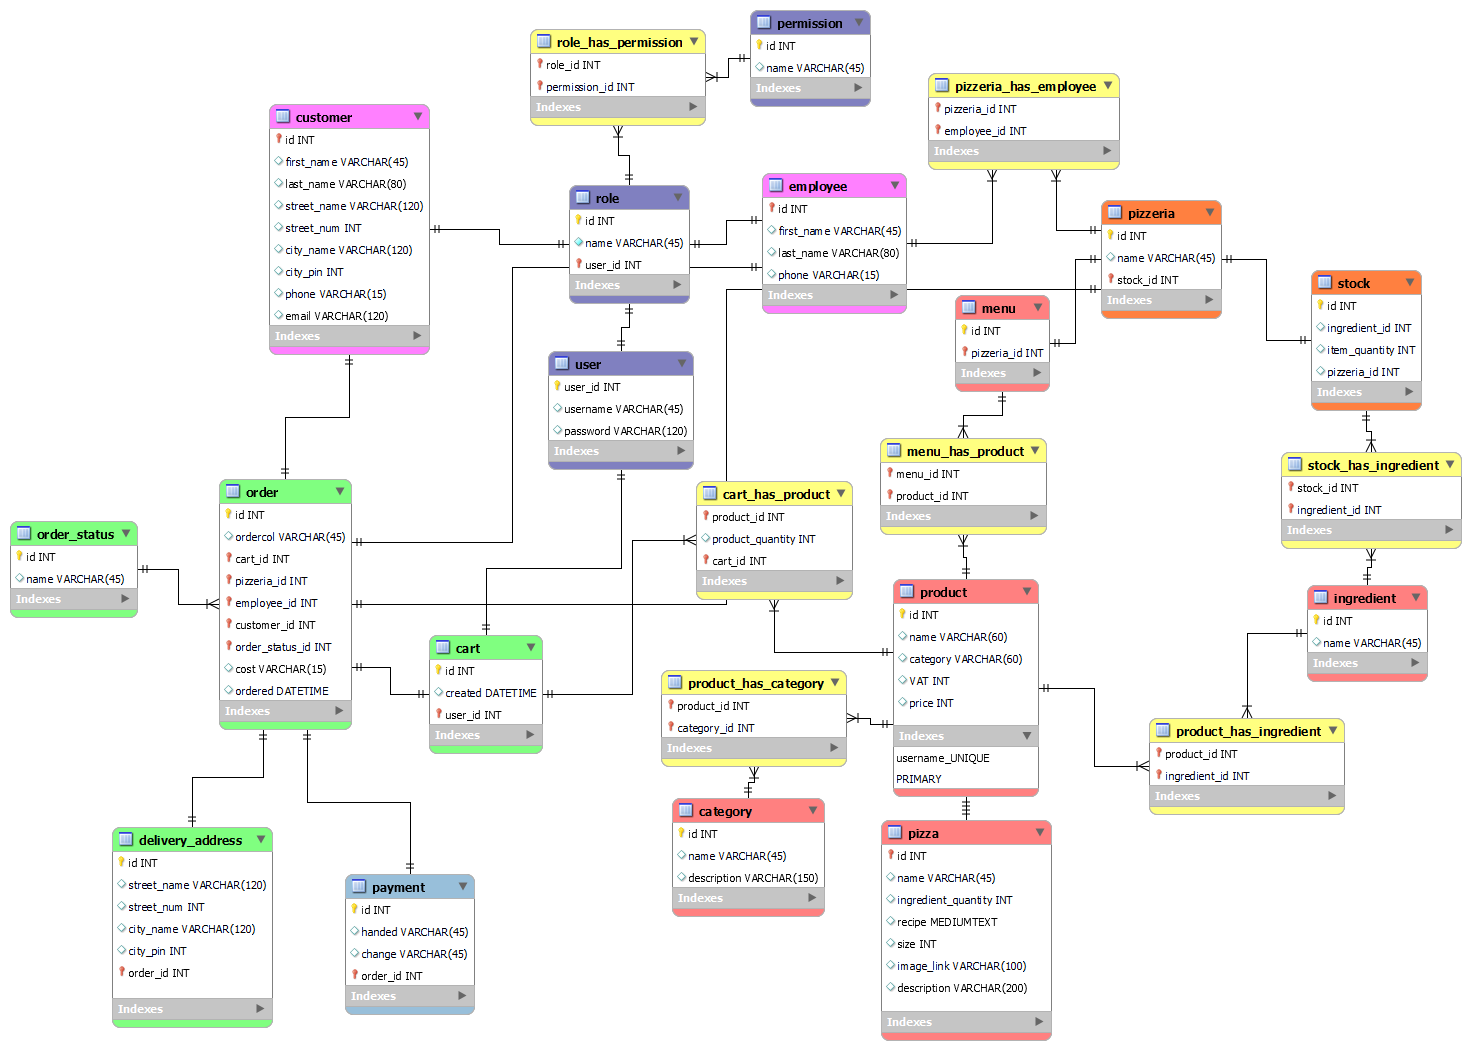 permission
id INT
name VARCHAR(45)
Indexes
role_has_permission
role_id INT
permission_id INT
Indexes
pizzeria_has_employee
pizzeria_id INT
employee_id INT
Indexes
customer
id INT
first_name VARCHAR(45)
last_name VARCHAR(80)
street_name VARCHAR(120)
street_num INT
city_name VARCHAR(120)
city_pin INT
phone VARCHAR(15)
email VARCHAR(120)
Indexes
role
id INT
name VARCHAR(45)
user_id INT
Indexes
employee
id INT
first_name VARCHAR(45)
last_name VARCHAR(80)
phone VARCHAR(15)
Indexes
pizzeria
id INT
name VARCHAR(45)
stock_id INT
Indexes
stock
id INT
ingredient_id INT
item_quantity INT
pizzeria_id INT
Indexes
menu
id INT
pizzeria_id INT
Indexes
user
user_id INT
username VARCHAR(45)
password VARCHAR(120)
Indexes
menu_has_product
menu_id INT
product_id INT
Indexes
stock_has_ingredient
stock_id INT
ingredient_id INT
Indexes
order
id INT
ordercol VARCHAR(45)
cart_id INT
pizzeria_id INT
employee_id INT
customer_id INT
order_status_id INT
cost VARCHAR(15)
ordered DATETIME
Indexes
cart_has_product
product_id INT
product_quantity INT
cart_id INT
Indexes
order_status
id INT
name VARCHAR(45)
Indexes
product
id INT
name VARCHAR(60)
category VARCHAR(60)
VAT INT
price INT
Indexes
username_UNIQUE
PRIMARY
ingredient
id INT
name VARCHAR(45)
Indexes
cart
id INT
created DATETIME
user_id INT
Indexes
product_has_category
product_id INT
category_id INT
Indexes
product_has_ingredient
product_id INT
ingredient_id INT
Indexes
category
id INT
name VARCHAR(45)
description VARCHAR(150)
Indexes
pizza
id INT
name VARCHAR(45)
ingredient_quantity INT
recipe MEDIUMTEXT
size INT
image_link VARCHAR(100)
description VARCHAR(200)
Indexes
delivery_address
id INT
street_name VARCHAR(120)
street_num INT
city_name VARCHAR(120)
city_pin INT
order_id INT
Indexes
payment
id INT
handed VARCHAR(45)
change VARCHAR(45)
order_id INT
Indexes